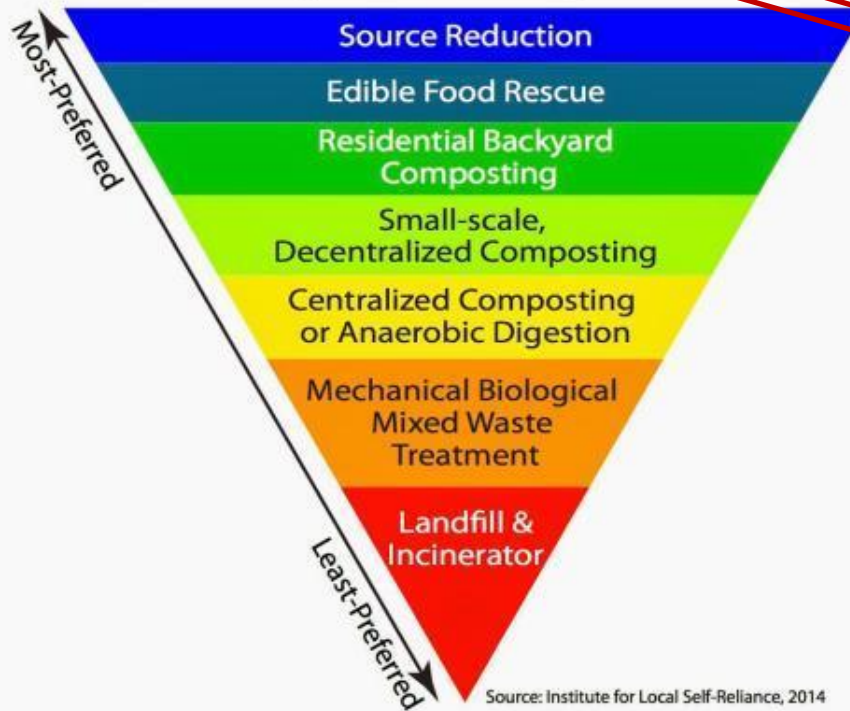 Most-Preferred
Source Reduction
Edible Food Rescue
Residential Backyard
Composting
Small-scale,
Decentralized Composting
Centralized Composting
or Anaerobic Digestion
Mechanical Biological
Mixed Waste
Treatment
Landfill &
Incinerator
Least-Preferred
Source: Institute for Local Self-Reliance, 2014